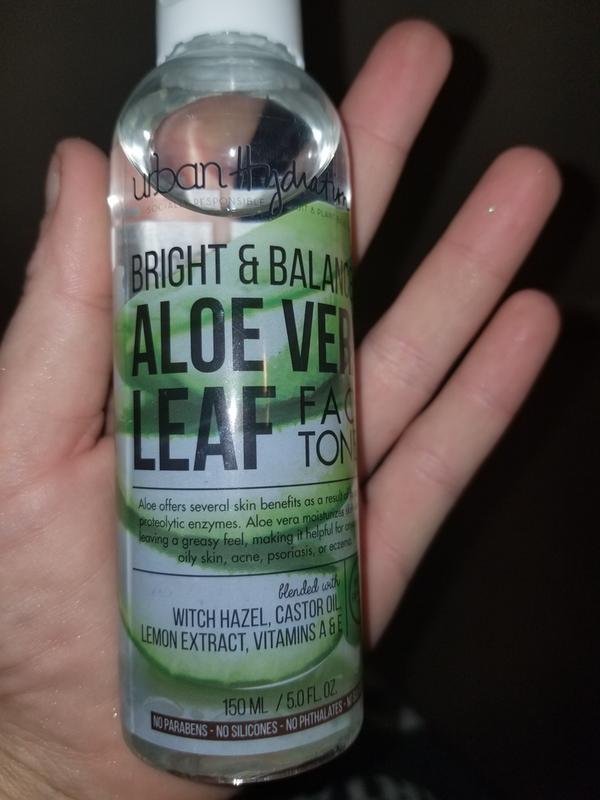 urban Hydration
SOCIALLY RESPONSIBLE
BRIGHT & BALANC
ALOE VER
LEAF FAC
TON
Aloe offers several skin benefits as a result of
proteolytic enzymes. Aloe vera moisturizes
leaving a greasy feel, making it helpful for
oily skin, acne, psoriasis, or eczema
blended with
WITCH HAZEL, CASTOR OIL,
LEMON EXTRACT, VITAMINS A & E
150 ML / 5.0 FL. OZ.
NO PARABENS - NO SILICONES - NO PHTHALATES -